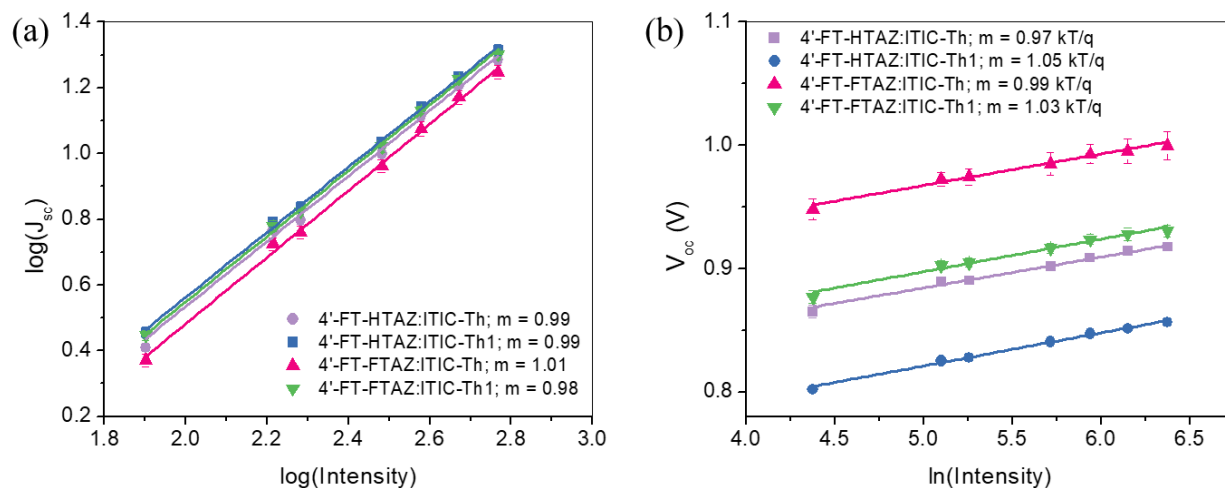 (a)
1.4
1.2
1.0
0.8
0.6
0.4
0.2
log(Jsc)
4'-FT-HTAZ:ITIC-Th; m = 0.99
4'-FT-HTAZ:ITIC-Th1; m = 0.99
4'-FT-FTAZ:ITIC-Th; m = 1.01
4'-FT-FTAZ:ITIC-Th1; m = 0.98
1.8 2.0 2.2 2.4 2.6 2.8 3.0
log(Intensity)
(b)
1.1
1.0
0.9
0.8
Voc (V)
4'-FT-HTAZ:ITIC-Th; m = 0.97 kT/q
4'-FT-HTAZ:ITIC-Th1; m = 1.05 kT/q
4'-FT-FTAZ:ITIC-Th; m = 0.99 kT/q
4'-FT-FTAZ:ITIC-Th1; m = 1.03 kT/q
4.0 4.5 5.0 5.5 6.0 6.5
ln(Intensity)